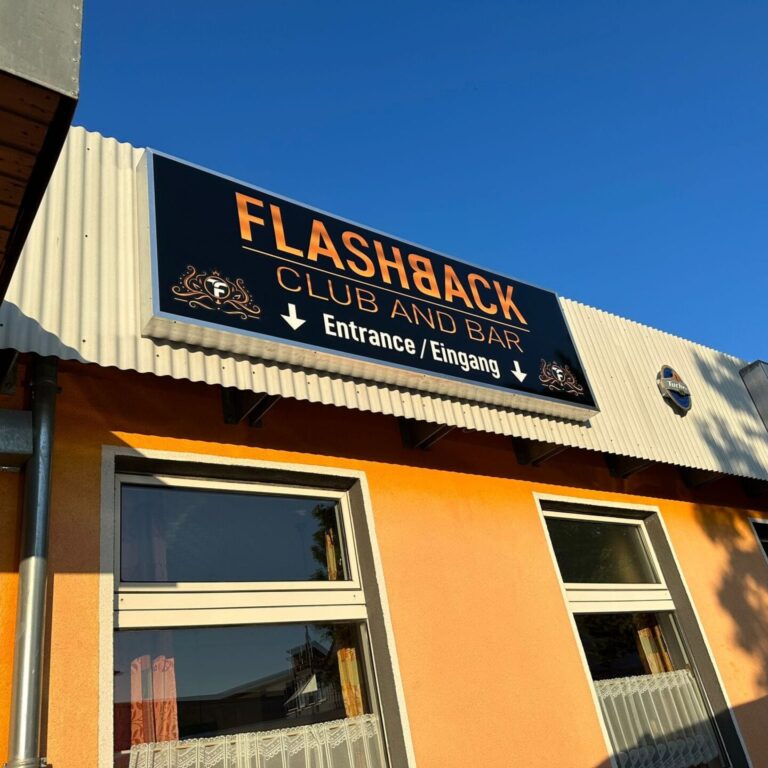 FLASHBACK
CLUB AND BAR
Entrance / Eingang
F
F